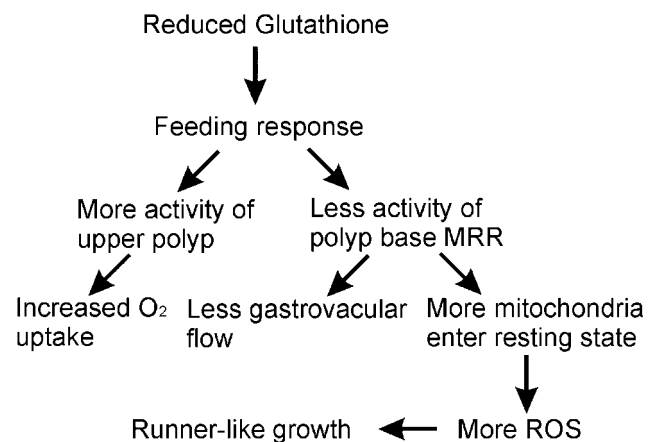 Reduced Glutathione
Feeding response
More activity of
upper polyp
Less activity of
polyp base MRR
Increased O₂
uptake
Less gastrovacular
flow
More mitochondria
enter resting state
More ROS
Runner-like growth